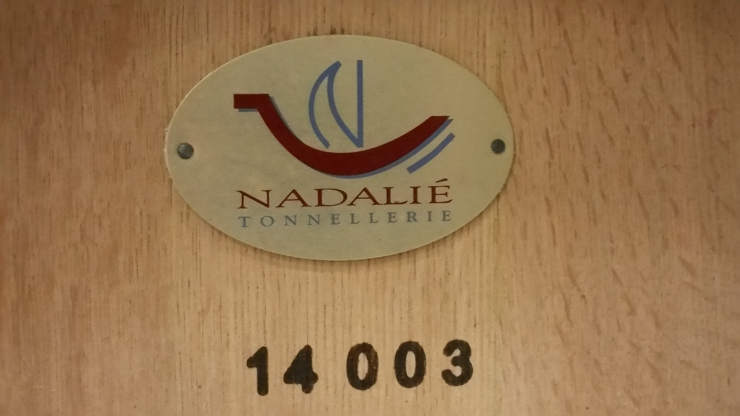 NADALIÉ
TONNELLERIE
14 003